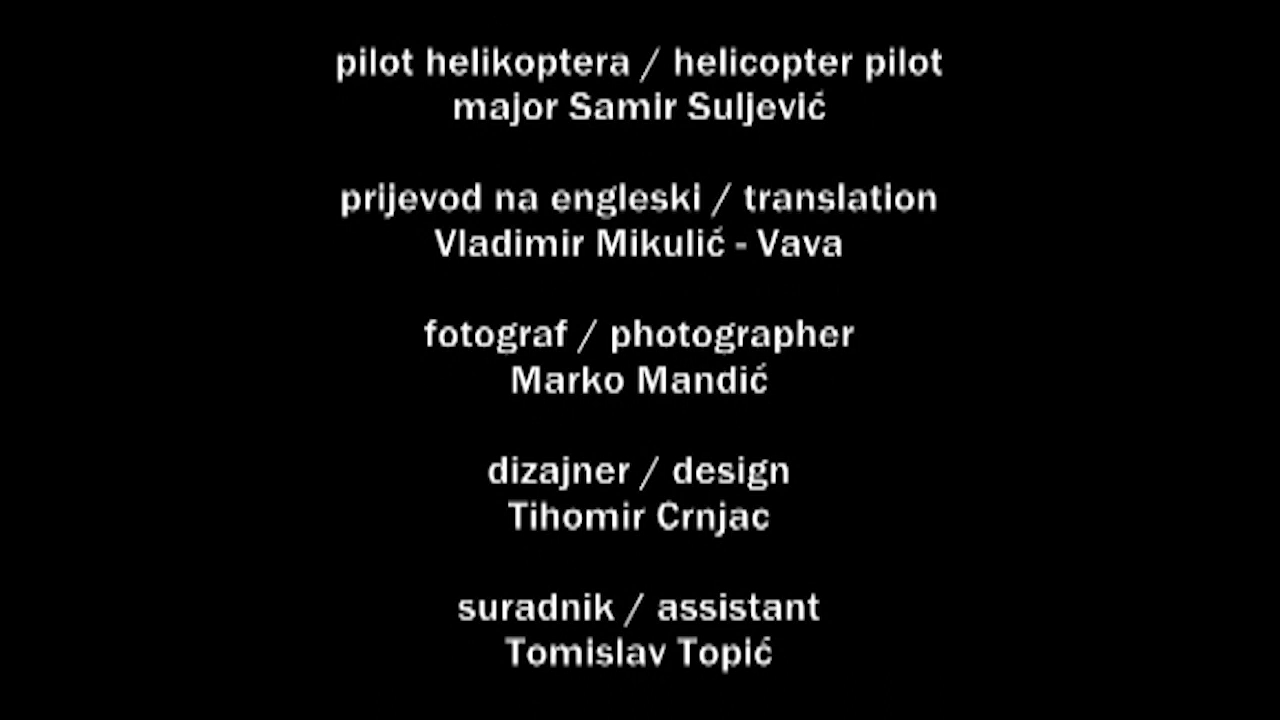 pilot helikoptera / helicopter pilot
major Samir Suljević
prijevod na engleski / translation
Vladimir Mikulić - Vava
fotograf / photographer
Marko Mandić
dizajner / design
Tihomir Crnjac
suradnik / assistant
Tomislav Topić